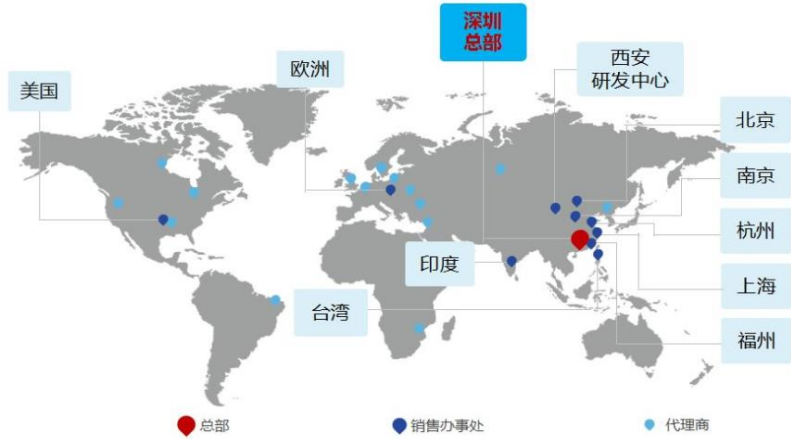 深圳
总部
西安
研发中心
欧洲
美国
北京
南京
杭州
印度
上海
台湾
福州
总部
销售办事处
代理商